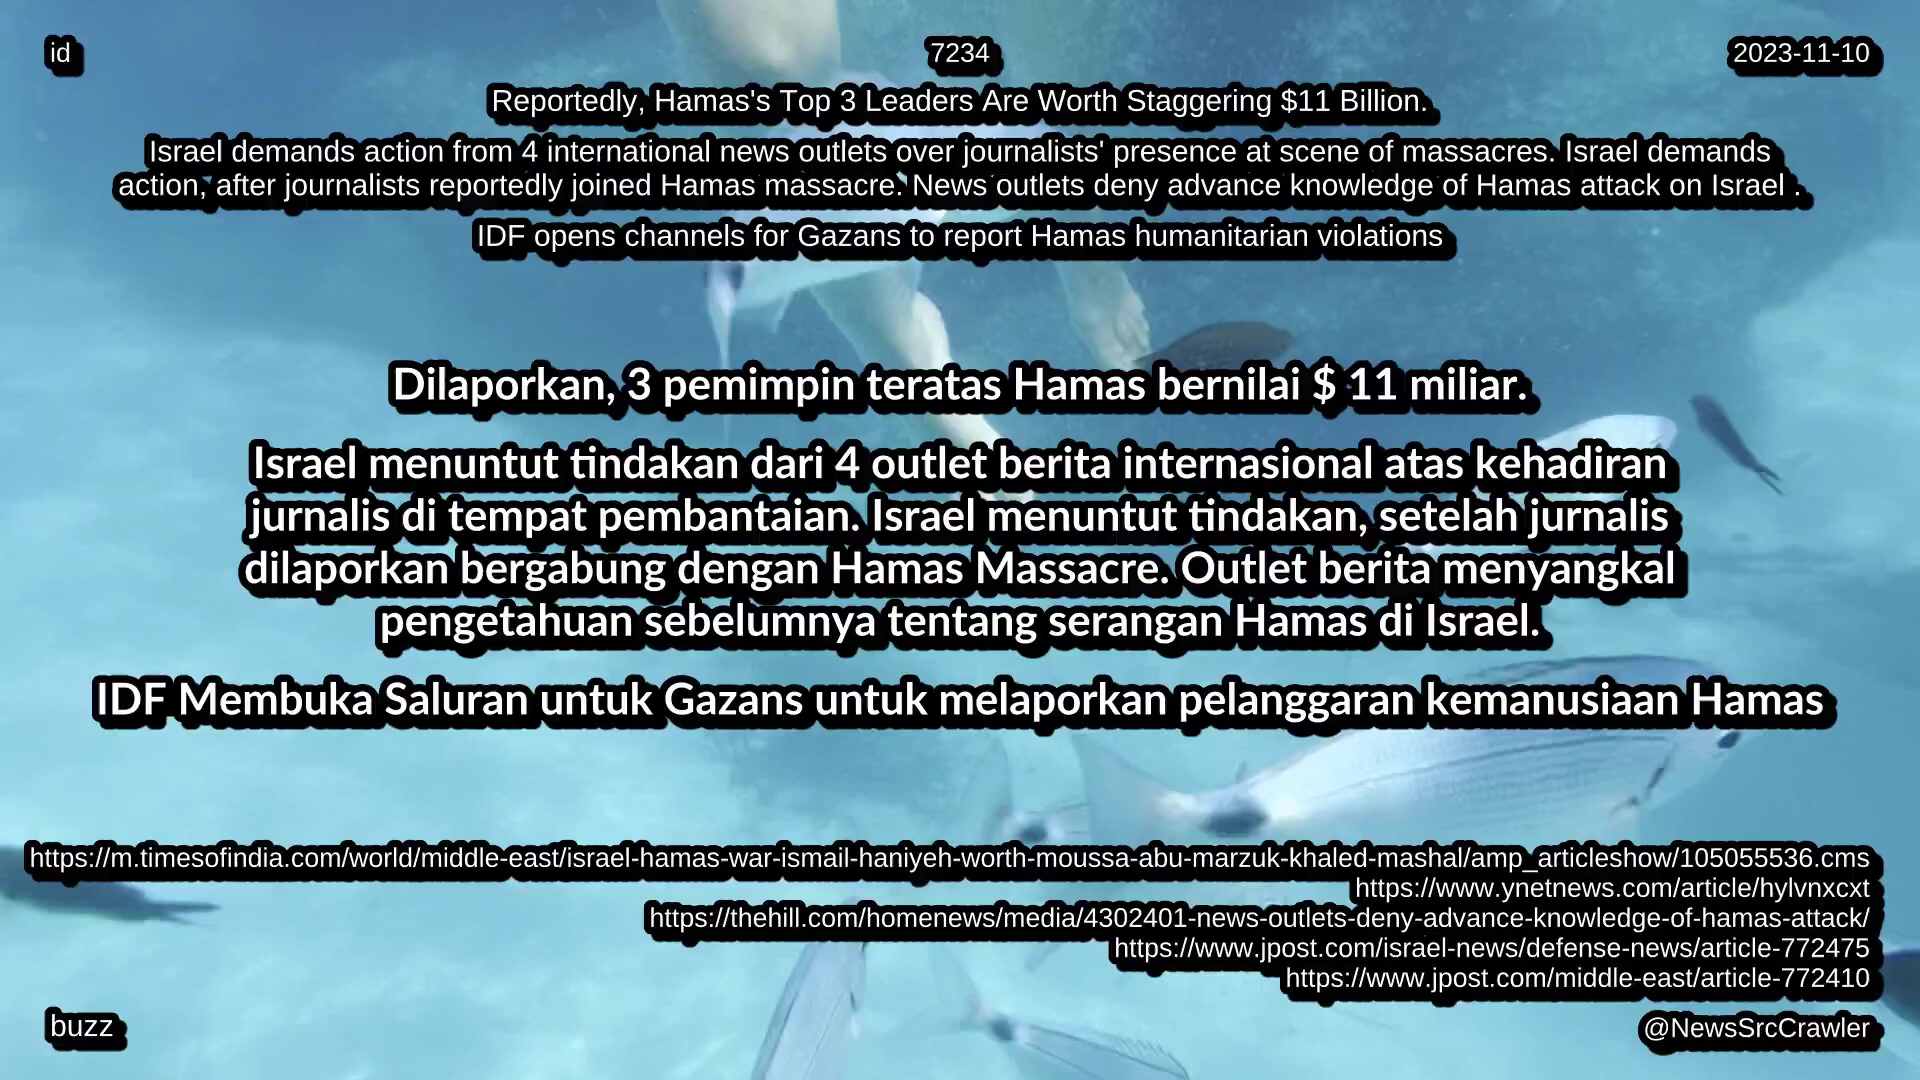 id
7234
2023-11-10
Reportedly, Hamas's Top 3 Leaders Are Worth Staggering $11 Billion.
Israel demands action from 4 international news outlets over journalists' presence at scene of massacres. Israel demands
action, after journalists reportedly joined Hamas massacre. News outlets deny advance knowledge of Hamas attack on Israel .
IDF opens channels for Gazans to report Hamas humanitarian violations
Dilaporkan, 3 pemimpin teratas Hamas bernilai $ 11 miliar.
Israel menuntut tindakan dari 4 outlet berita internasional atas kehadiran
jurnalis di tempat pembantaian. Israel menuntut tindakan, setelah jurnalis
dilaporkan bergabung dengan Hamas Massacre. Outlet berita menyangkal
pengetahuan sebelumnya tentang serangan Hamas di Israel.
IDF Membuka Saluran untuk Gazans untuk melaporkan pelanggaran kemanusiaan Hamas
https://m.timesofindia.com/world/middle-east/israel-hamas-war-ismail-haniyeh-worth-moussa-abu-marzuk-khaled-mashal/amp_articleshow/105055536.cms
https://www.ynetnews.com/article/hylvnxcxt
https://thehill.com/homenews/media/4302401-news-outlets-deny-advance-knowledge-of-hamas-attack/
https://www.jpost.com/israel-news/defense-news/article-772475
https://www.jpost.com/middle-east/article-772410
buzz
@NewsSrcCrawler